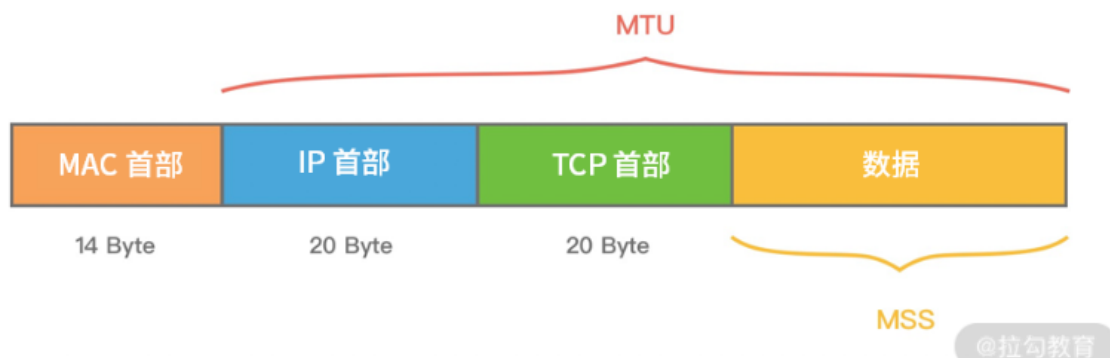 MTU
MAC 首部
IP 首部
TCP 首部
数据
14 Byte
20 Byte
20 Byte
MSS
@拉勾教育